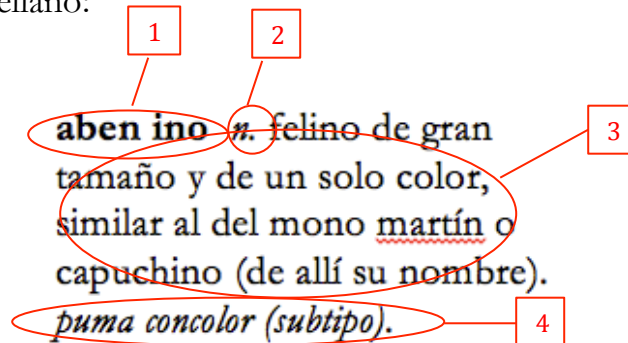 ellano:
1
2
aben ino n. felino de gran
tamaño y de un solo color,
3
similar al del mono martín o
capuchino (de allí su nombre).
puma concolor (subtipo).
4